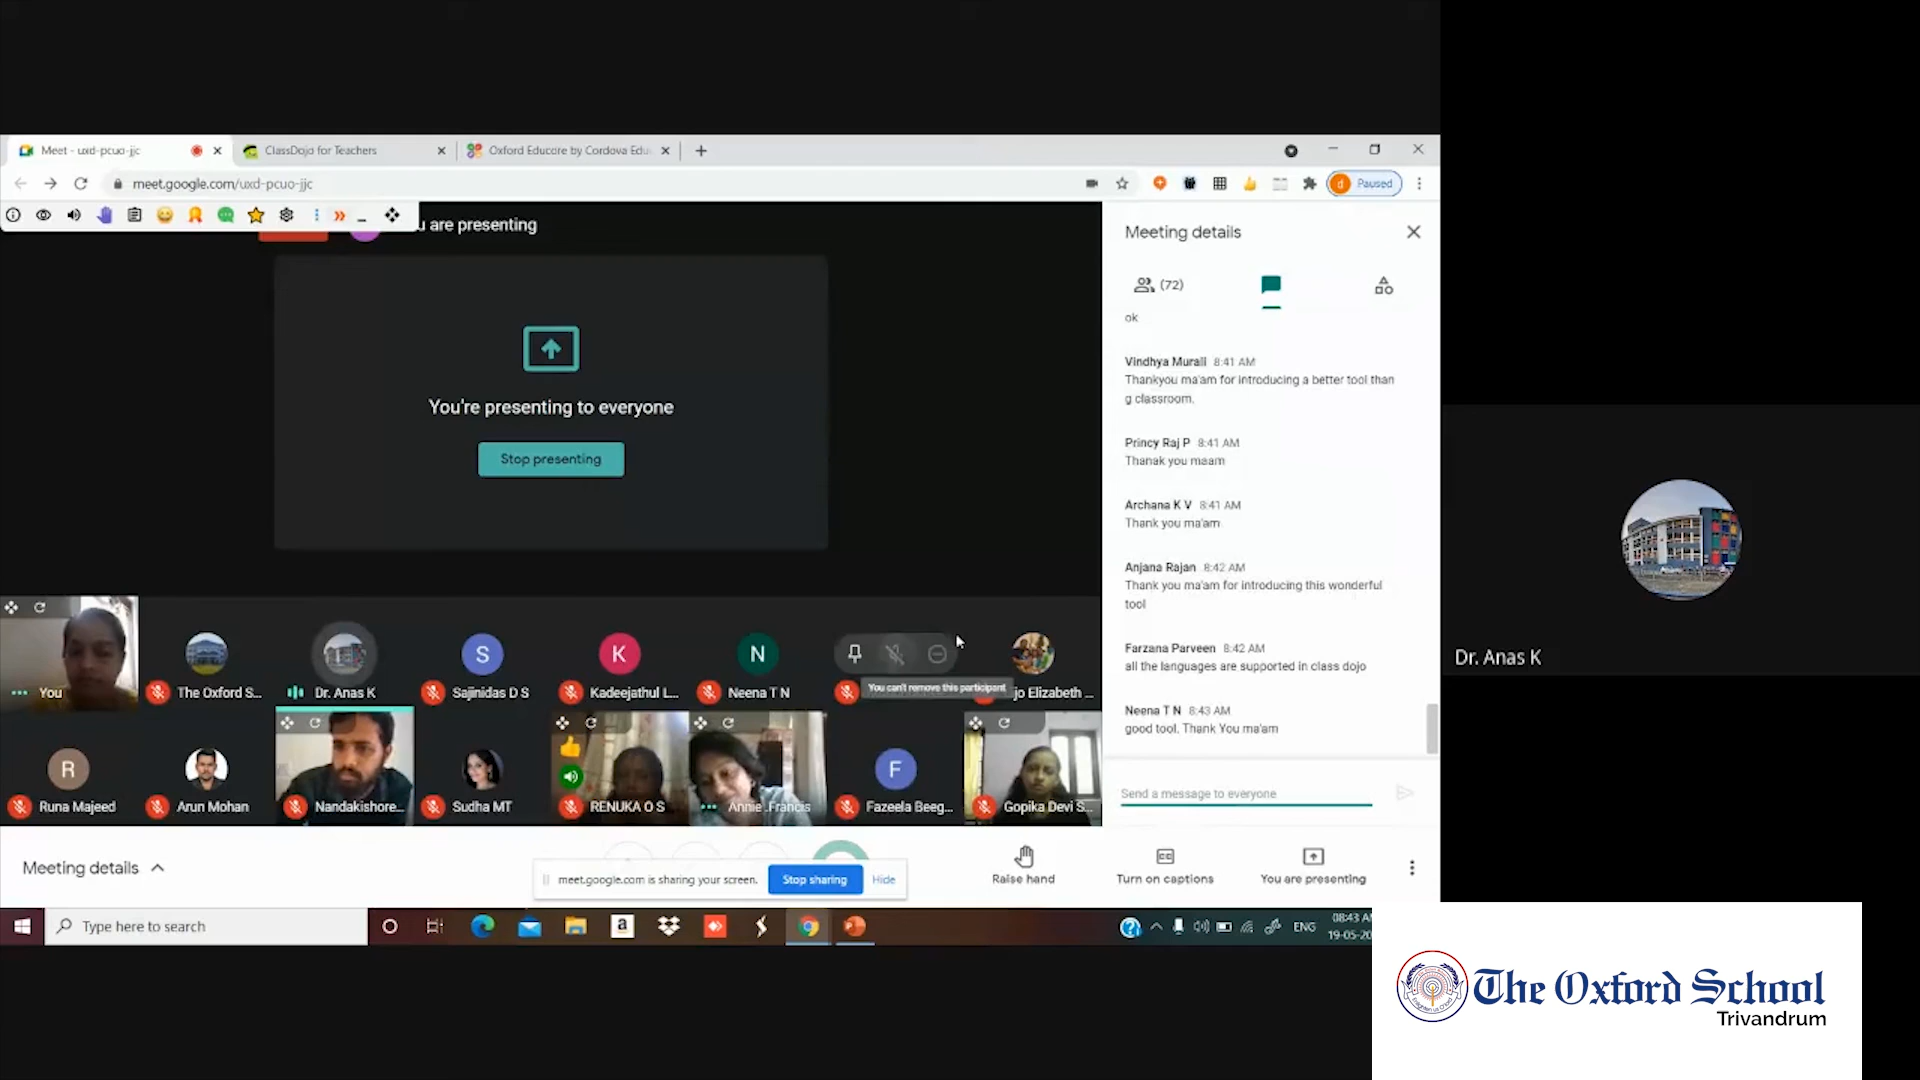 Meet - uxd-pcuo-jjc
ClassDojo for Teachers
Oxford Educore by Cordova Edu
meet.google.com/uxd-pcuo-jjc
d Paused
u are presenting
You're presenting to everyone
Stop presenting
You
The Oxford S...
Dr. Anas K
S
Sajinidas D S
K
Kadeejathul L...
N
Neena T N
You can't remove this participant
jo Elizabeth ...
R
Runa Majeed
Arun Mohan
Nandakishore...
Sudha MT
RENUKA O S
Annie .Francis
F
Fazeela Beeg...
Gopika Devi S...
Meeting details
(72)
ok
Vindhya Murali 8:41 AM
Thankyou ma'am for introducing a better tool than
g classroom.
Princy Raj P 8:41 AM
Thanak you maam
Archana K V 8:41 AM
Thank you ma'am
Anjana Rajan 8:42 AM
Thank you ma'am for introducing this wonderful
tool
Farzana Parveen 8:42 AM
all the languages are supported in class dojo
Neena T N 8:43 AM
good tool. Thank You ma'am
Send a message to everyone
Meeting details
meet.google.com is sharing your screen.
Stop sharing
Hide
Raise hand
Turn on captions
You are presenting
Type here to search
a
ENG
08:43 A
19-05-20
Dr. Anas K
The Oxford School
Trivandrum